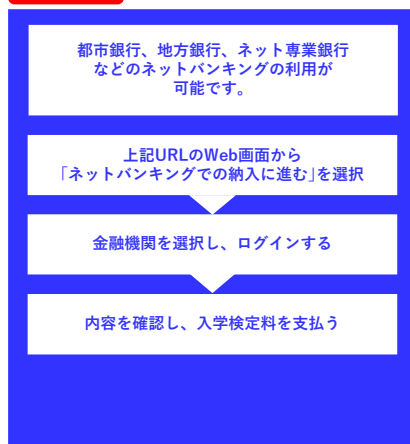 都市銀行、地方銀行、ネット専業銀行
などのネットバンキングの利用が
可能です。
上記URLのWeb画面から
「ネットバンキングでの納入に進む」を選択
金融機関を選択し、ログインする
内容を確認し、入学検定料を支払う